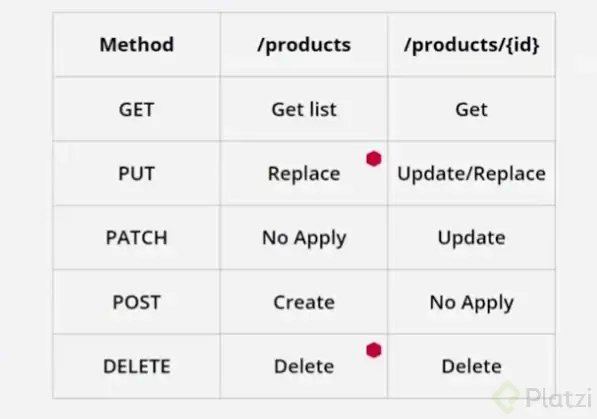 Method /products /products/{id}
GET Get list Get
PUT Replace Update/Replace
PATCH No Apply Update
POST Create No Apply
DELETE Delete Delete
Platzi